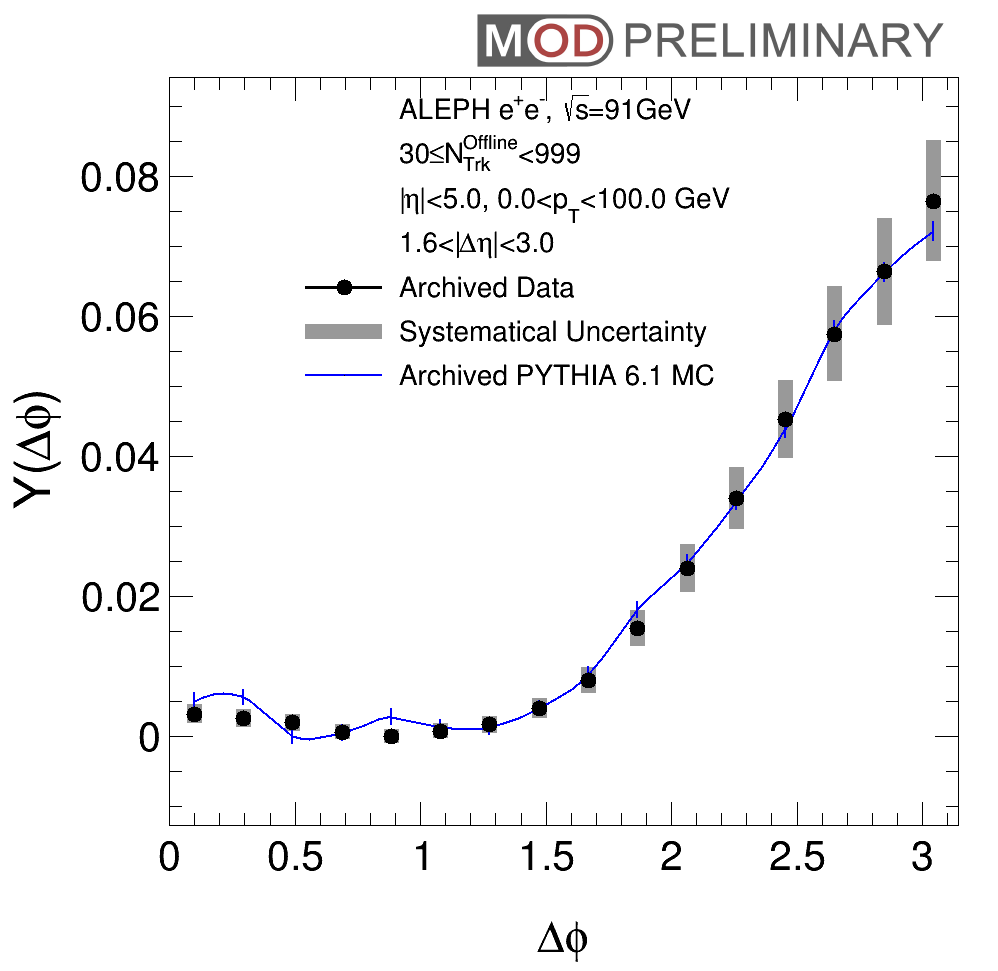 MOD PRELIMINARY
ALEPH e⁺e⁻, √s=91GeV
30≤N_Trk^Offline<999
|η|<5.0, 0.0<p_T<100.0 GeV
1.6<|Δη|<3.0
Archived Data
Systematical Uncertainty
Archived PYTHIA 6.1 MC
Y(Δϕ)
0.08
0.06
0.04
0.02
0
0 0.5 1 1.5 2 2.5 3
Δϕ